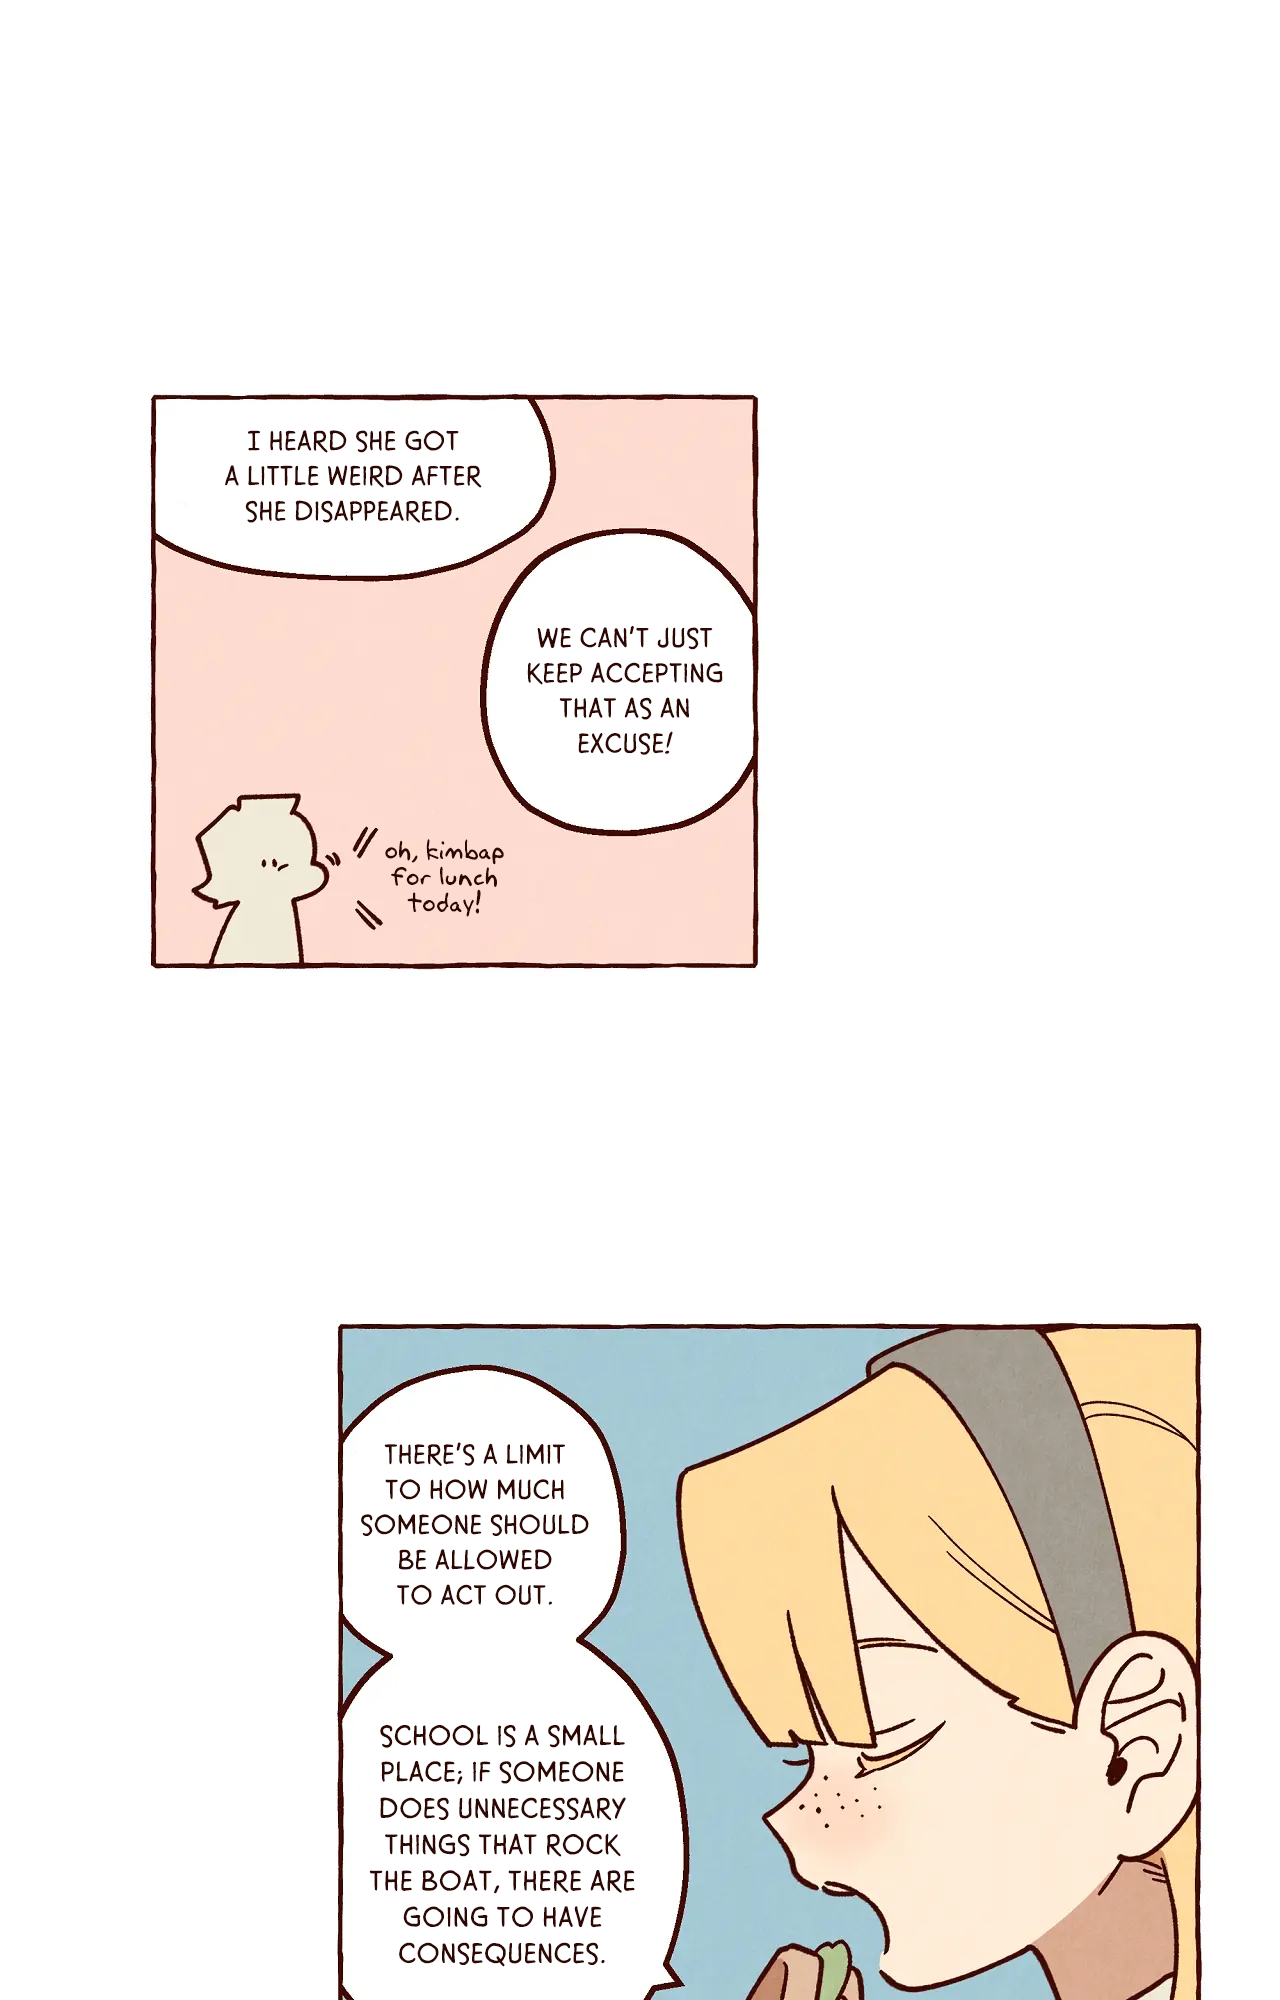 I HEARD SHE GOT
A LITTLE WEIRD AFTER
SHE DISAPPEARED.
WE CAN'T JUST
KEEP ACCEPTING
THAT AS AN
EXCUSE!
oh, kimbap
for lunch
today!
THERE'S A LIMIT
TO HOW MUCH
SOMEONE SHOULD
BE ALLOWED
TO ACT OUT.
SCHOOL IS A SMALL
PLACE; IF SOMEONE
DOES UNNECESSARY
THINGS THAT ROCK
THE BOAT, THERE ARE
GOING TO HAVE
CONSEQUENCES.